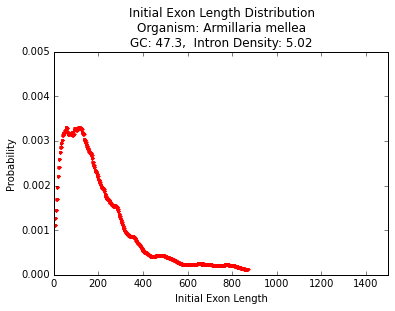 Initial Exon Length Distribution
Organism: Armillaria mellea
GC: 47.3,  Intron Density: 5.02
0.005
0.004
0.003
0.002
0.001
0.000
Probability
0 200 400 600 800 1000 1200 1400
Initial Exon Length